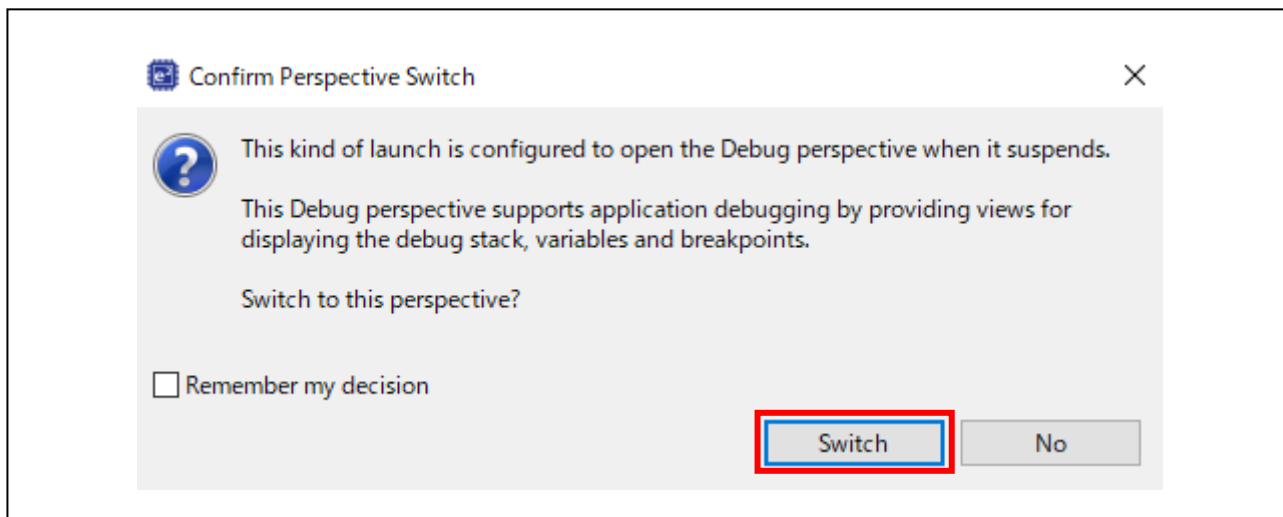 e²
Confirm Perspective Switch
This kind of launch is configured to open the Debug perspective when it suspends.
This Debug perspective supports application debugging by providing views for
displaying the debug stack, variables and breakpoints.
Switch to this perspective?
Remember my decision
Switch
No